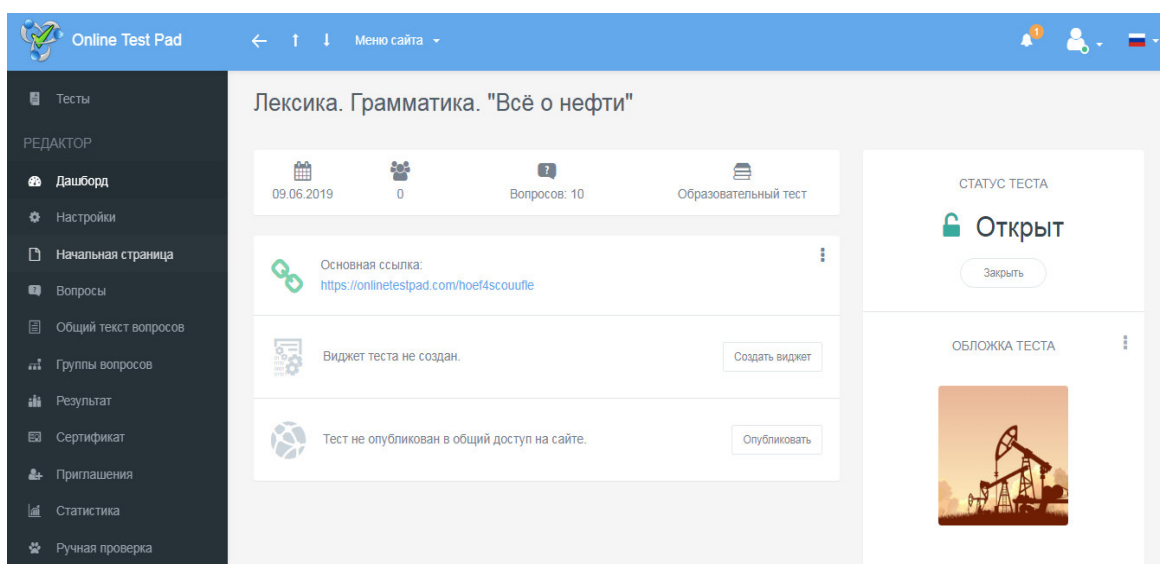 Online Test Pad
Меню сайта
1
Тесты
РЕДАКТОР
Дашборд
Настройки
Начальная страница
Вопросы
Общий текст вопросов
Группы вопросов
Результат
Сертификат
Приглашения
Статистика
Ручная проверка
Лексика. Грамматика. "Всё о нефти"
09.06.2019
0
Вопросов: 10
Образовательный тест
Основная ссылка:
https://onlinetestpad.com/hoef4scouufle
Виджет теста не создан.
Создать виджет
Тест не опубликован в общий доступ на сайте.
Опубликовать
СТАТУС ТЕСТА
Открыт
Закрыть
ОБЛОЖКА ТЕСТА